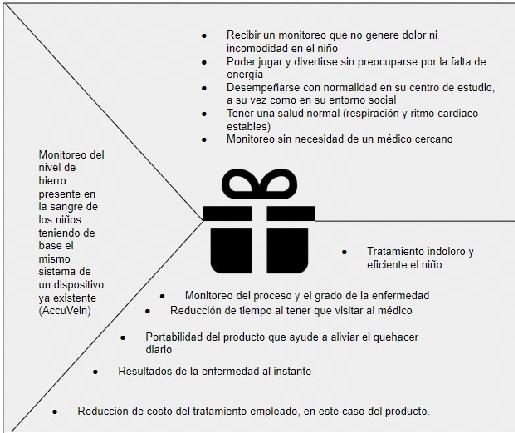 • Recibir un monitoreo que no genere dolor ni
incomodidad en el niño
• Poder jugar y divertirse sin preocuparse por la falta de
energía
• Desempeñarse con normalidad en su centro de estudio,
a su vez como en su entorno social
• Tener una salud normal (respiración y ritmo cardiaco
estables)
• Monitoreo sin necesidad de un médico cercano
Monitoreo del
nivel de
hierro
presente en
la sangre de
los niños
teniendo de
base el
mismo
sistema de
un dispositivo
ya existente
(AccuVein)
• Tratamiento indoloro y
eficiente el niño
• Monitoreo del proceso y el grado de la enfermedad
• Reducción de tiempo al tener que visitar al médico
• Portabilidad del producto que ayude a aliviar el quehacer
diario
• Resultados de la enfermedad al instante
• Reducción de costo del tratamiento empleado, en este caso del producto.